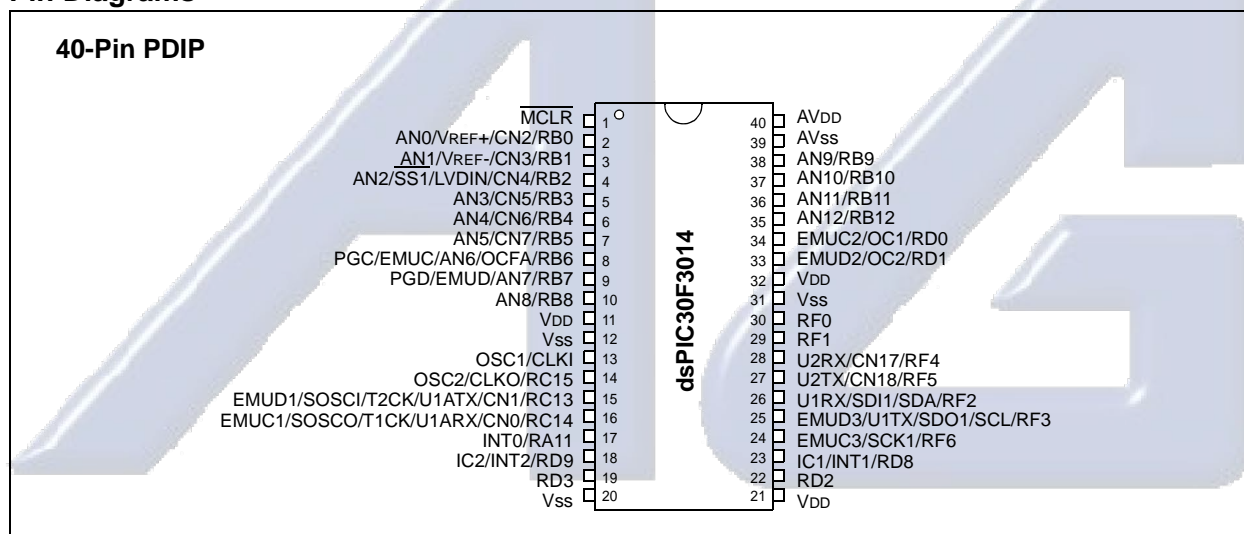 Pin Diagrams
40-Pin PDIP
MCLR 1
AN0/VREF+/CN2/RB0 2
AN1/VREF-/CN3/RB1 3
AN2/SS1/LVDIN/CN4/RB2 4
AN3/CN5/RB3 5
AN4/CN6/RB4 6
AN5/CN7/RB5 7
PGC/EMUC/AN6/OCFA/RB6 8
PGD/EMUD/AN7/RB7 9
AN8/RB8 10
VDD 11
Vss 12
OSC1/CLKI 13
OSC2/CLKO/RC15 14
EMUD1/SOSCI/T2CK/U1ATX/CN1/RC13 15
EMUC1/SOSCO/T1CK/U1ARX/CN0/RC14 16
INT0/RA11 17
IC2/INT2/RD9 18
RD3 19
Vss 20
dsPIC30F3014
40 AVDD
39 AVss
38 AN9/RB9
37 AN10/RB10
36 AN11/RB11
35 AN12/RB12
34 EMUC2/OC1/RD0
33 EMUD2/OC2/RD1
32 VDD
31 Vss
30 RF0
29 RF1
28 U2RX/CN17/RF4
27 U2TX/CN18/RF5
26 U1RX/SDI1/SDA/RF2
25 EMUD3/U1TX/SDO1/SCL/RF3
24 EMUC3/SCK1/RF6
23 IC1/INT1/RD8
22 RD2
21 VDD
AG